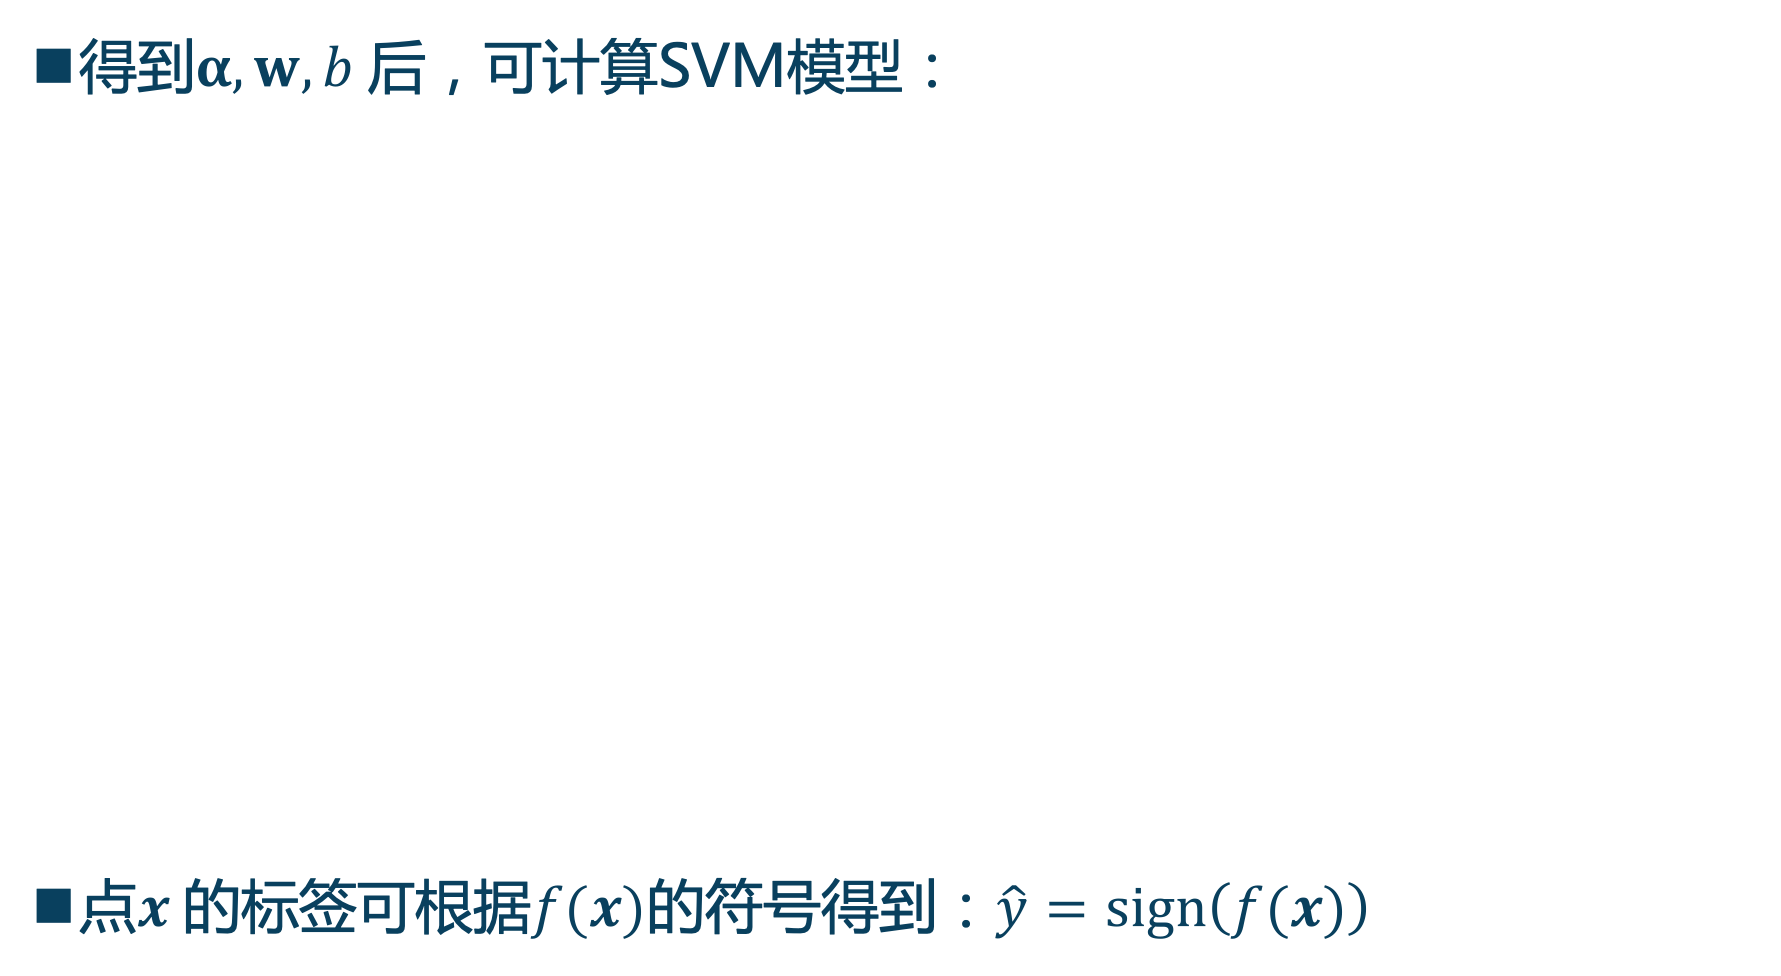 ■得到𝛂, 𝐰, 𝑏 后，可计算SVM模型：
■点𝒙 的标签可根据𝑓(𝒙)的符号得到：ŷ = sign(𝑓(𝒙))